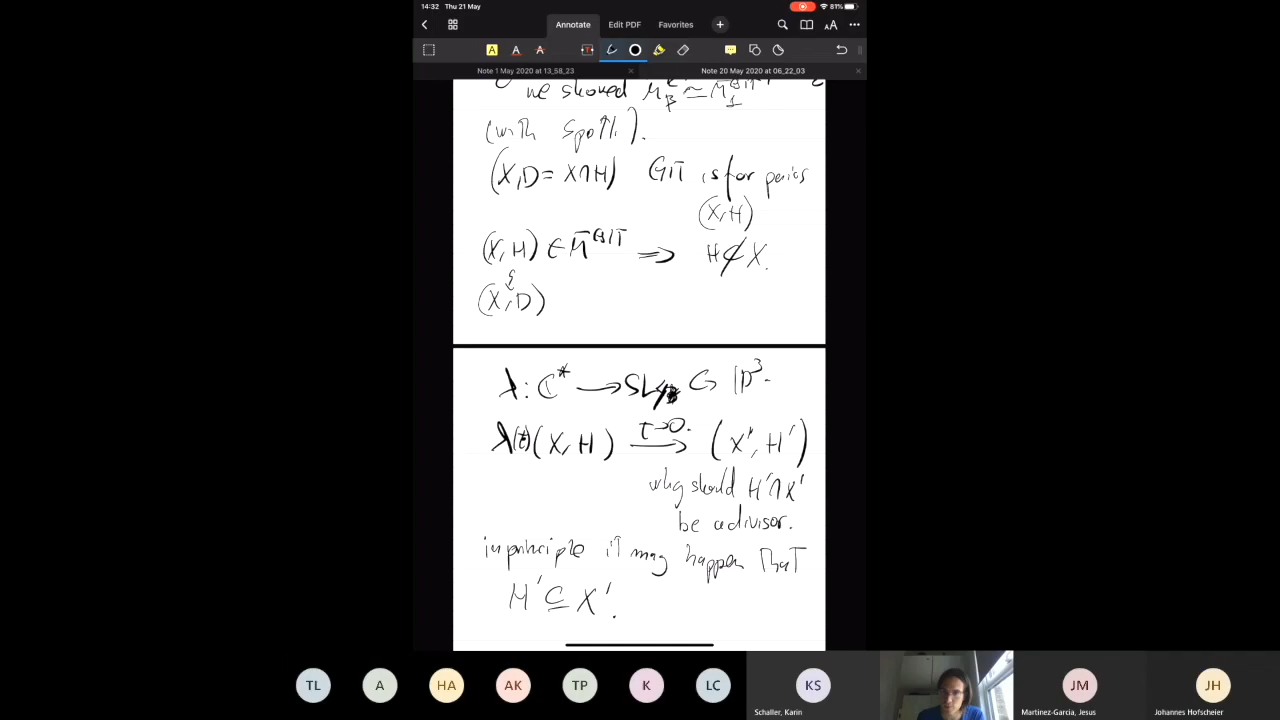 14:32 Thu 21 May
81%
Annotate Edit PDF Favorites
Note 1 May 2020 at 13_58_23
Note 20 May 2020 at 06_22_03
we showed
(with Spotti).
(X,D = X∩H) GIT is for pairs
(X,H)
(X,H) ∈ M̄^GIT ⟹ H⊄X.
(X,D)
λ: ℂ* → SL₄ ↻ ℙ³.
λ(t)(X,H) →^{t→0.} (X',H')
why should H'∩X'
be a divisor.
in principle it may happen that
H' ⊆ X'.
TL A HA AK TP K LC KS JM JH
Schaller, Karin
Martinez-Garcia, Jesus
Johannes Hofscheier